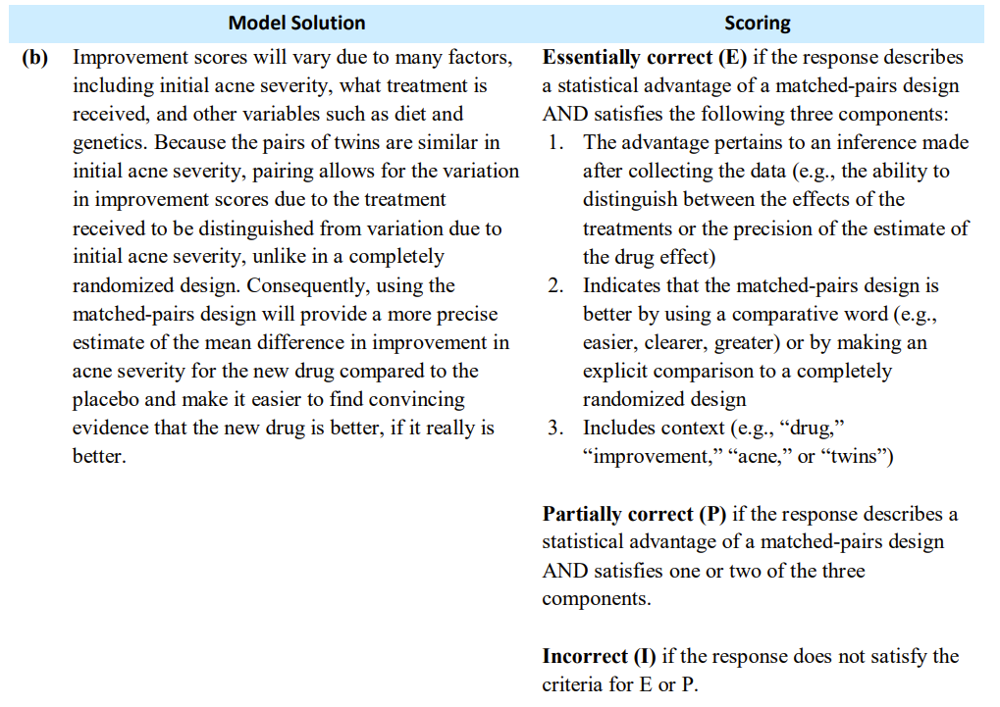 Model Solution
Scoring
(b) Improvement scores will vary due to many factors,
including initial acne severity, what treatment is
received, and other variables such as diet and
genetics. Because the pairs of twins are similar in
initial acne severity, pairing allows for the variation
in improvement scores due to the treatment
received to be distinguished from variation due to
initial acne severity, unlike in a completely
randomized design. Consequently, using the
matched-pairs design will provide a more precise
estimate of the mean difference in improvement in
acne severity for the new drug compared to the
placebo and make it easier to find convincing
evidence that the new drug is better, if it really is
better.
Essentially correct (E) if the response describes
a statistical advantage of a matched-pairs design
AND satisfies the following three components:
1. The advantage pertains to an inference made
after collecting the data (e.g., the ability to
distinguish between the effects of the
treatments or the precision of the estimate of
the drug effect)
2. Indicates that the matched-pairs design is
better by using a comparative word (e.g.,
easier, clearer, greater) or by making an
explicit comparison to a completely
randomized design
3. Includes context (e.g., “drug,”
“improvement,” “acne,” or “twins”)
Partially correct (P) if the response describes a
statistical advantage of a matched-pairs design
AND satisfies one or two of the three
components.
Incorrect (I) if the response does not satisfy the
criteria for E or P.